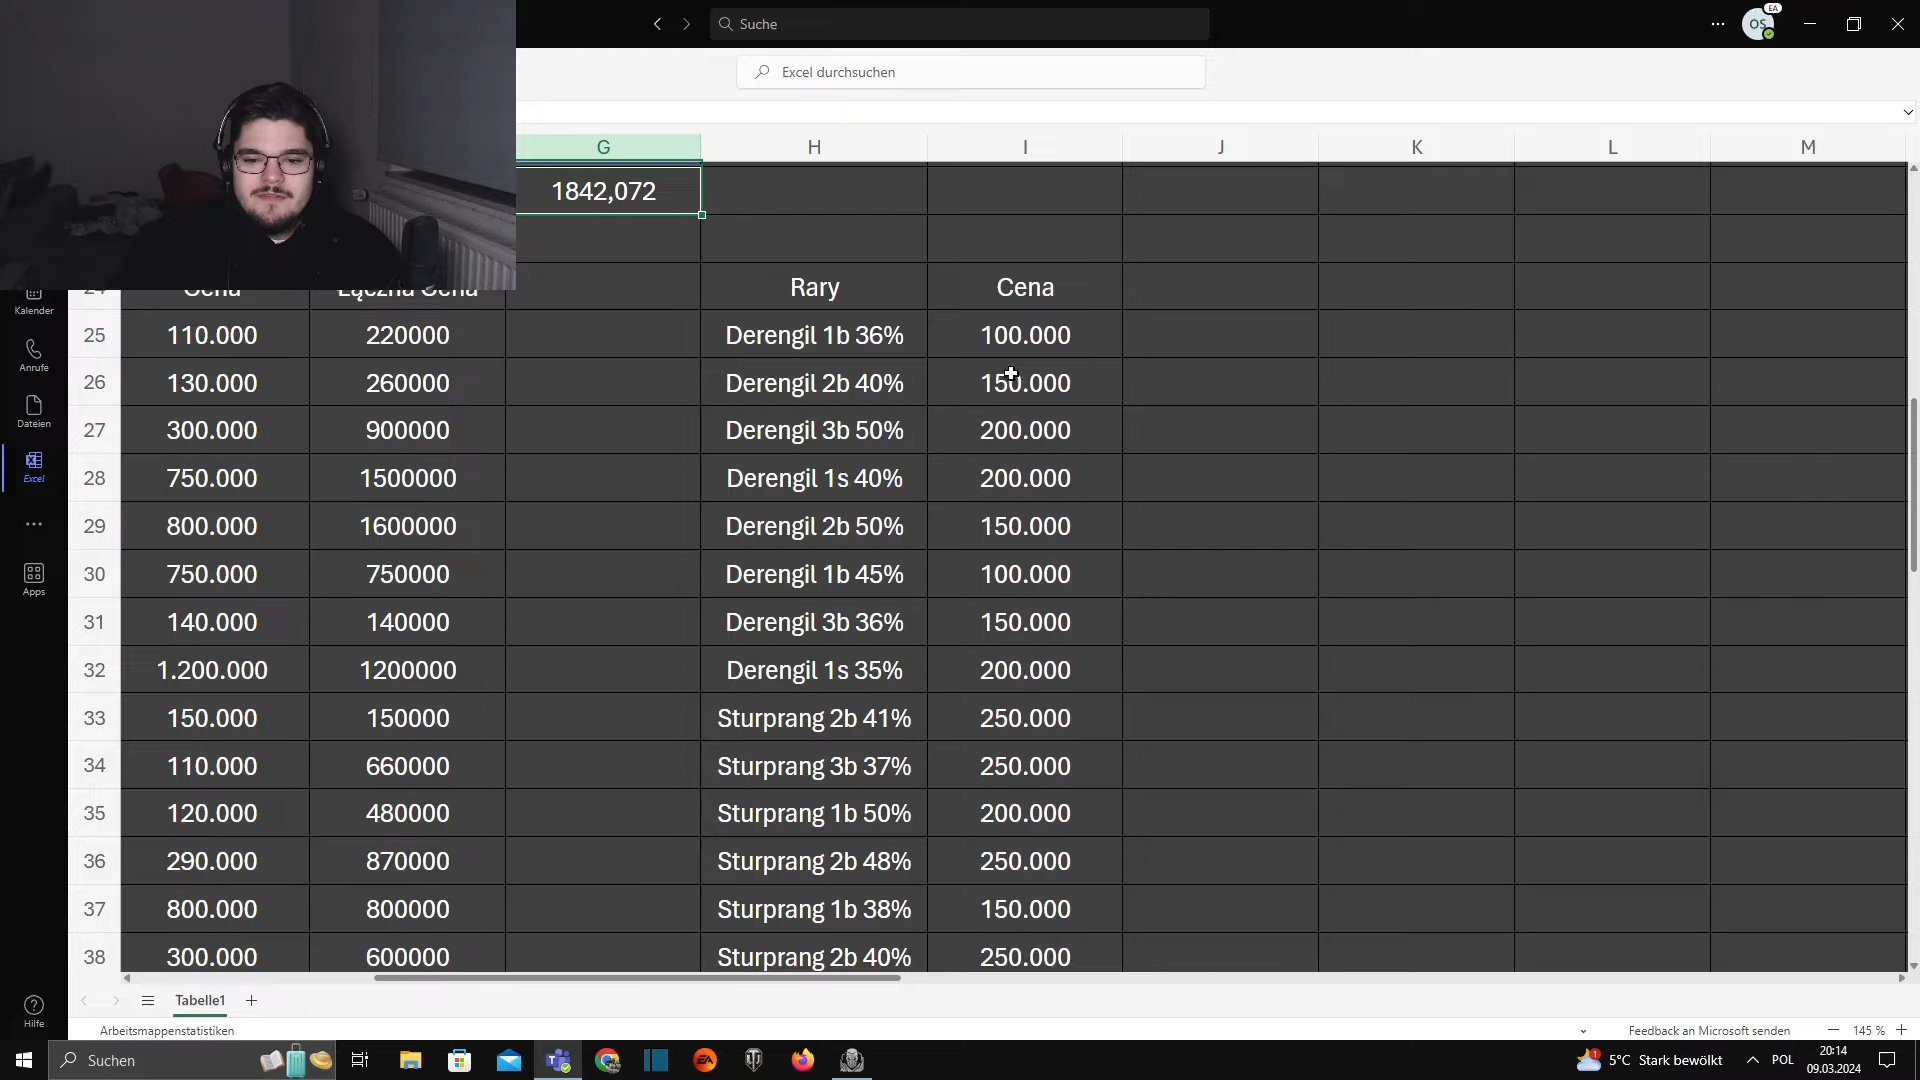 Suche
EA
OS
Excel durchsuchen
G H I J K L M
1842,072
24 Cena Łączna Cena Rary Cena
25 110.000 220000 Derengil 1b 36% 100.000
26 130.000 260000 Derengil 2b 40% 150.000
27 300.000 900000 Derengil 3b 50% 200.000
28 750.000 1500000 Derengil 1s 40% 200.000
29 800.000 1600000 Derengil 2b 50% 150.000
30 750.000 750000 Derengil 1b 45% 100.000
31 140.000 140000 Derengil 3b 36% 150.000
32 1.200.000 1200000 Derengil 1s 35% 200.000
33 150.000 150000 Sturprang 2b 41% 250.000
34 110.000 660000 Sturprang 3b 37% 250.000
35 120.000 480000 Sturprang 1b 50% 200.000
36 290.000 870000 Sturprang 2b 48% 250.000
37 800.000 800000 Sturprang 1b 38% 150.000
38 300.000 600000 Sturprang 2b 40% 250.000
Kalender
Anrufe
Dateien
Excel
Apps
Hilfe
Tabelle1
Arbeitsmappenstatistiken
Feedback an Microsoft senden
145 %
Suchen
5°C Stark bewölkt
POL
20:14
09.03.2024